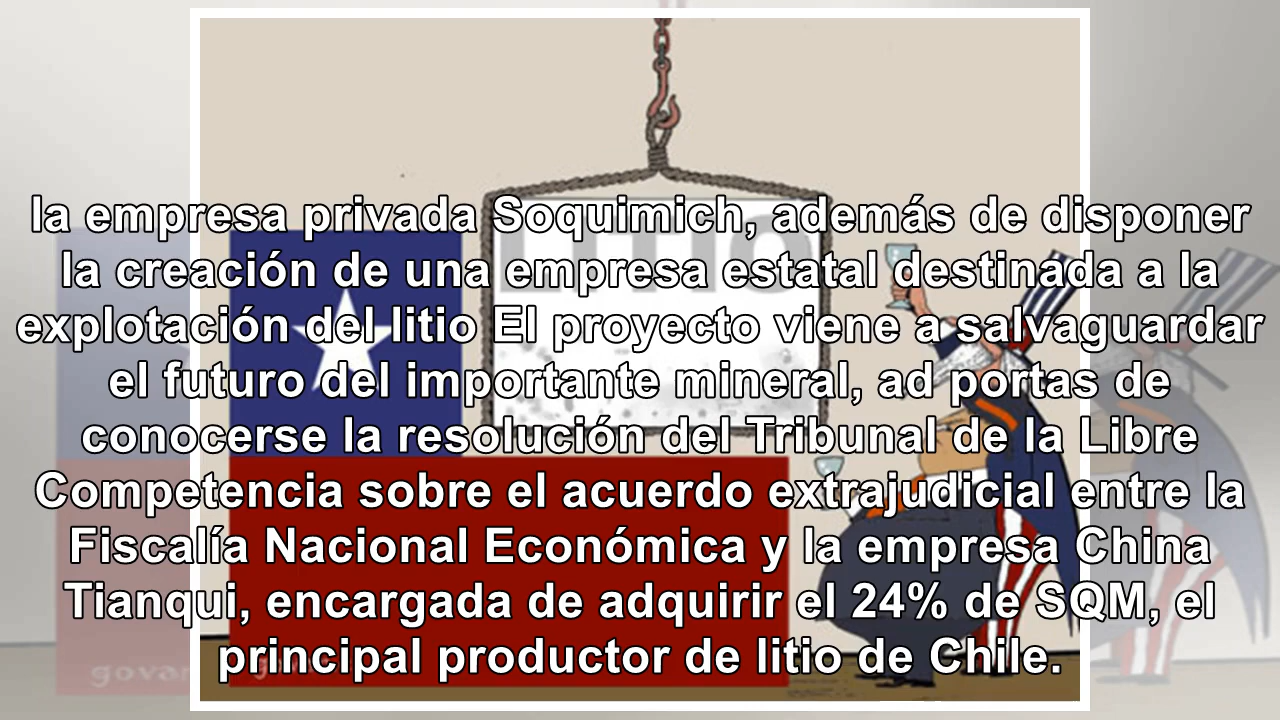 LITIO
la empresa privada Soquimich, además de disponer
la creación de una empresa estatal destinada a la
explotación del litio El proyecto viene a salvaguardar
el futuro del importante mineral, ad portas de
conocerse la resolución del Tribunal de la Libre
Competencia sobre el acuerdo extrajudicial entre la
Fiscalía Nacional Económica y la empresa China
Tianqui, encargada de adquirir el 24% de SQM, el
principal productor de litio de Chile.